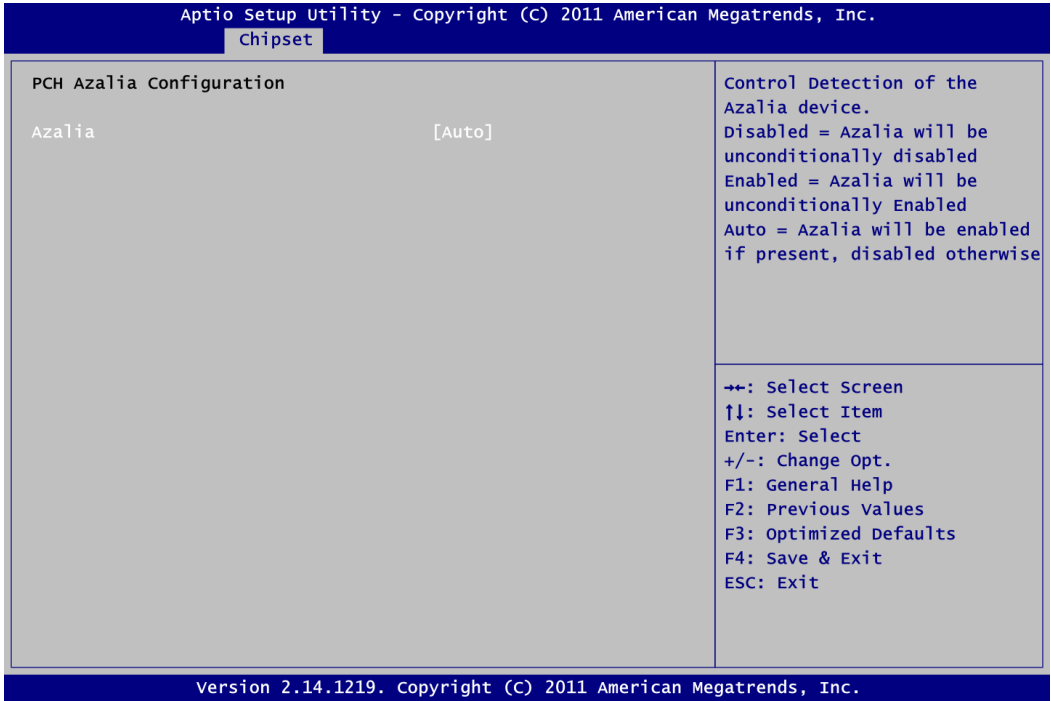 Aptio Setup Utility - Copyright (C) 2011 American Megatrends, Inc.
Chipset
PCH Azalia Configuration
Azalia [Auto]
Control Detection of the
Azalia device.
Disabled = Azalia will be
unconditionally disabled
Enabled = Azalia will be
unconditionally Enabled
Auto = Azalia will be enabled
if present, disabled otherwise
→←: Select Screen
↑↓: Select Item
Enter: Select
+/-: Change Opt.
F1: General Help
F2: Previous Values
F3: Optimized Defaults
F4: Save & Exit
ESC: Exit
Version 2.14.1219. Copyright (C) 2011 American Megatrends, Inc.